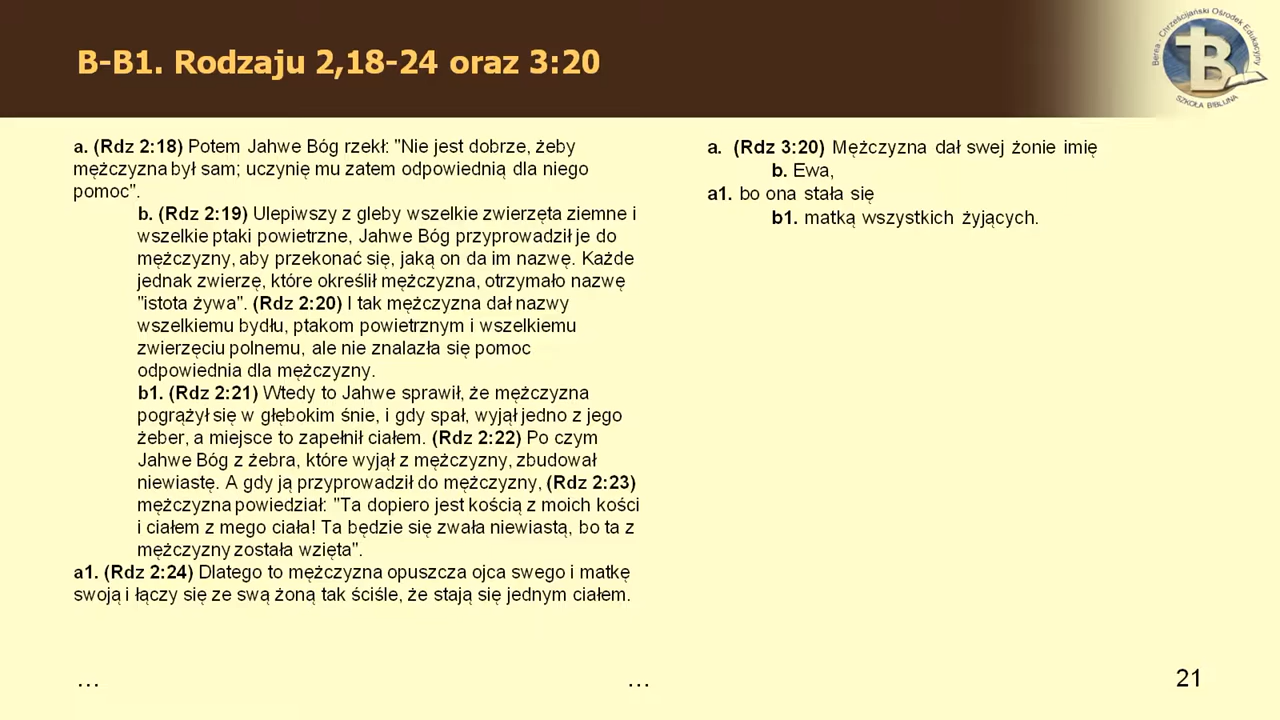 B-B1. Rodzaju 2,18-24 oraz 3:20
Berea - Chrześcijański Ośrodek Edukacyjny
SZKOŁA BIBLIJNA
a. (Rdz 2:18) Potem Jahwe Bóg rzekł: "Nie jest dobrze, żeby
mężczyzna był sam; uczynię mu zatem odpowiednią dla niego
pomoc".
b. (Rdz 2:19) Ulepiwszy z gleby wszelkie zwierzęta ziemne i
wszelkie ptaki powietrzne, Jahwe Bóg przyprowadził je do
mężczyzny, aby przekonać się, jaką on da im nazwę. Każde
jednak zwierzę, które określił mężczyzna, otrzymało nazwę
"istota żywa". (Rdz 2:20) I tak mężczyzna dał nazwy
wszelkiemu bydłu, ptakom powietrznym i wszelkiemu
zwierzęciu polnemu, ale nie znalazła się pomoc
odpowiednia dla mężczyzny.
b1. (Rdz 2:21) Wtedy to Jahwe sprawił, że mężczyzna
pogrążył się w głębokim śnie, i gdy spał, wyjął jedno z jego
żeber, a miejsce to zapełnił ciałem. (Rdz 2:22) Po czym
Jahwe Bóg z żebra, które wyjął z mężczyzny, zbudował
niewiastę. A gdy ją przyprowadził do mężczyzny, (Rdz 2:23)
mężczyzna powiedział: "Ta dopiero jest kością z moich kości
i ciałem z mego ciała! Ta będzie się zwała niewiastą, bo ta z
mężczyzny została wzięta".
a1. (Rdz 2:24) Dlatego to mężczyzna opuszcza ojca swego i matkę
swoją i łączy się ze swą żoną tak ściśle, że stają się jednym ciałem.
a. (Rdz 3:20) Mężczyzna dał swej żonie imię
b. Ewa,
a1. bo ona stała się
b1. matką wszystkich żyjących.
...
...
21